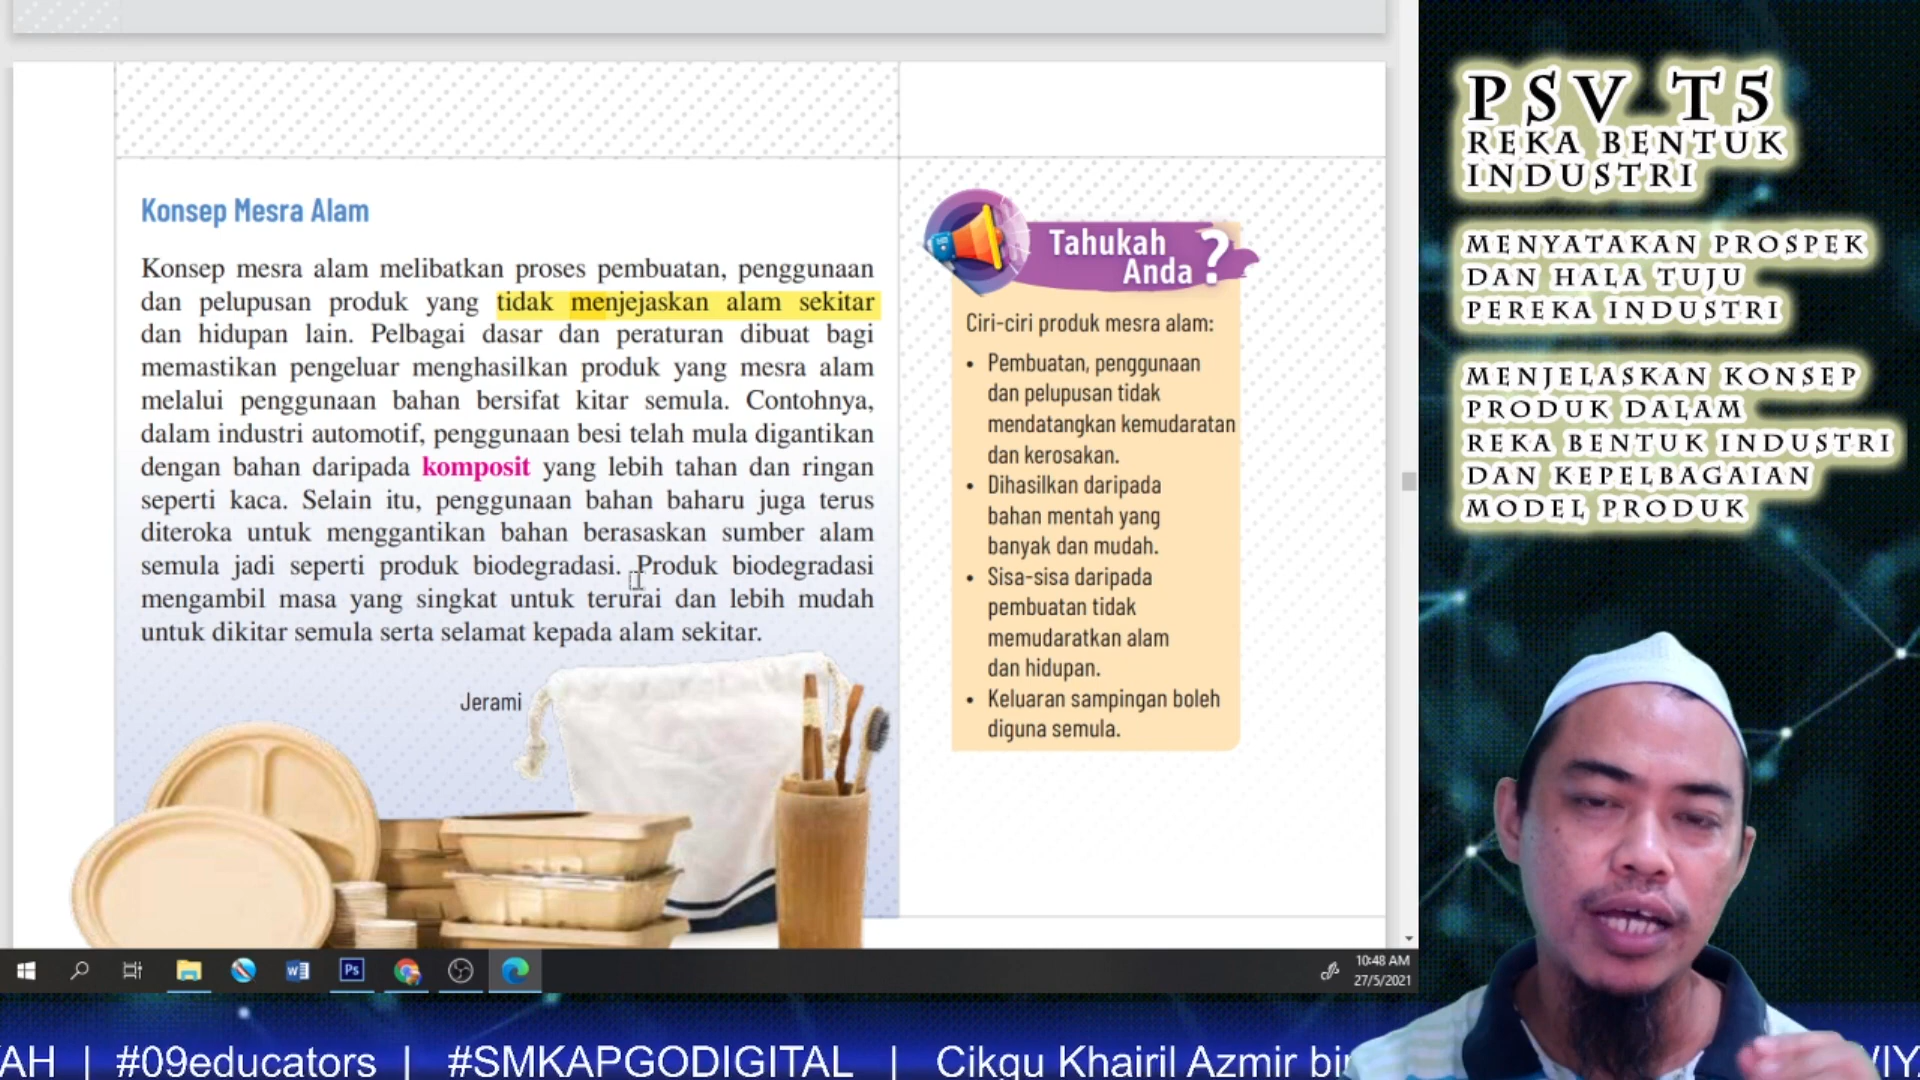 Konsep Mesra Alam
Konsep mesra alam melibatkan proses pembuatan, penggunaan
dan pelupusan produk yang tidak menjejaskan alam sekitar
dan hidupan lain. Pelbagai dasar dan peraturan dibuat bagi
memastikan pengeluar menghasilkan produk yang mesra alam
melalui penggunaan bahan bersifat kitar semula. Contohnya,
dalam industri automotif, penggunaan besi telah mula digantikan
dengan bahan daripada komposit yang lebih tahan dan ringan
seperti kaca. Selain itu, penggunaan bahan baharu juga terus
diteroka untuk menggantikan bahan berasaskan sumber alam
semula jadi seperti produk biodegradasi. Produk biodegradasi
mengambil masa yang singkat untuk terurai dan lebih mudah
untuk dikitar semula serta selamat kepada alam sekitar.
Jerami
Tahukah
Anda ?
Ciri-ciri produk mesra alam:
• Pembuatan, penggunaan
dan pelupusan tidak
mendatangkan kemudaratan
dan kerosakan.
• Dihasilkan daripada
bahan mentah yang
banyak dan mudah.
• Sisa-sisa daripada
pembuatan tidak
memudaratkan alam
dan hidupan.
• Keluaran sampingan boleh
diguna semula.
PSV T5
REKA BENTUK
INDUSTRI
MENYATAKAN PROSPEK
DAN HALA TUJU
PEREKA INDUSTRI
MENJELASKAN KONSEP
PRODUK DALAM
REKA BENTUK INDUSTRI
DAN KEPELBAGAIAN
MODEL PRODUK
Ps
10:48 AM
27/5/2021
AH | #09educators | #SMKAPGODIGITAL | Cikgu Khairil Azmir bin